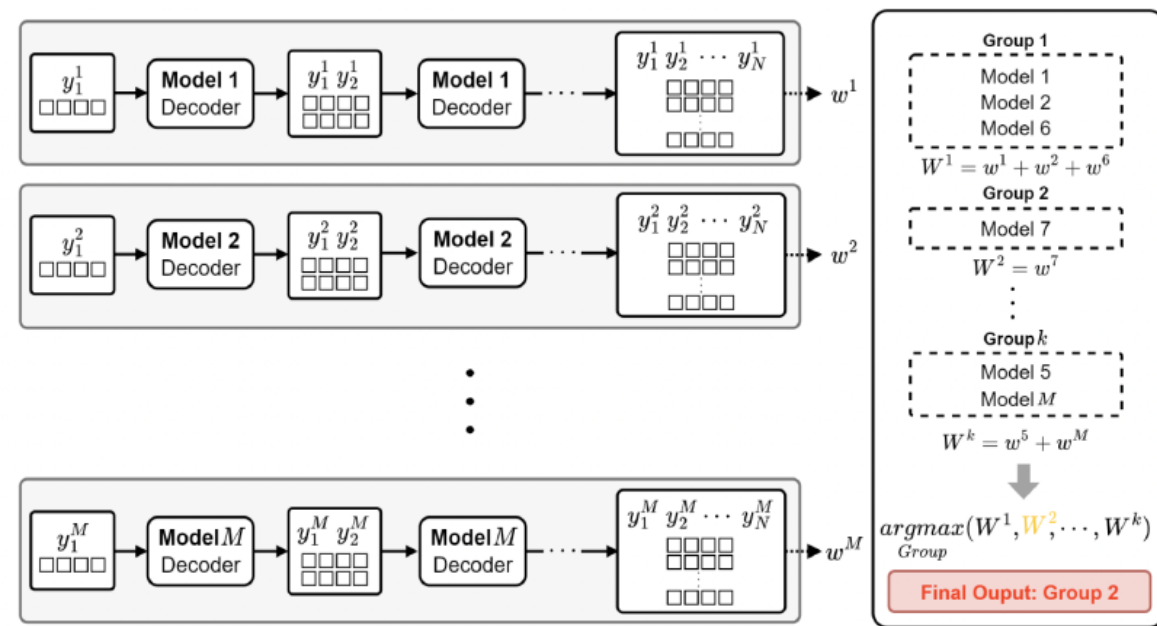 y_1^1
Model 1
Decoder
y_1^1 y_2^1
Model 1
Decoder
· · ·
y_1^1 y_2^1 · · · y_N^1
w^1
y_1^2
Model 2
Decoder
y_1^2 y_2^2
Model 2
Decoder
· · ·
y_1^2 y_2^2 · · · y_N^2
w^2
y_1^M
Model M
Decoder
y_1^M y_2^M
Model M
Decoder
· · ·
y_1^M y_2^M · · · y_N^M
w^M
Group 1
Model 1
Model 2
Model 6
W^1 = w^1 + w^2 + w^6
Group 2
Model 7
W^2 = w^7
Group k
Model 5
Model M
W^k = w^5 + w^M
argmax(W^1, W^2, · · · , W^k)
Group
Final Ouput: Group 2